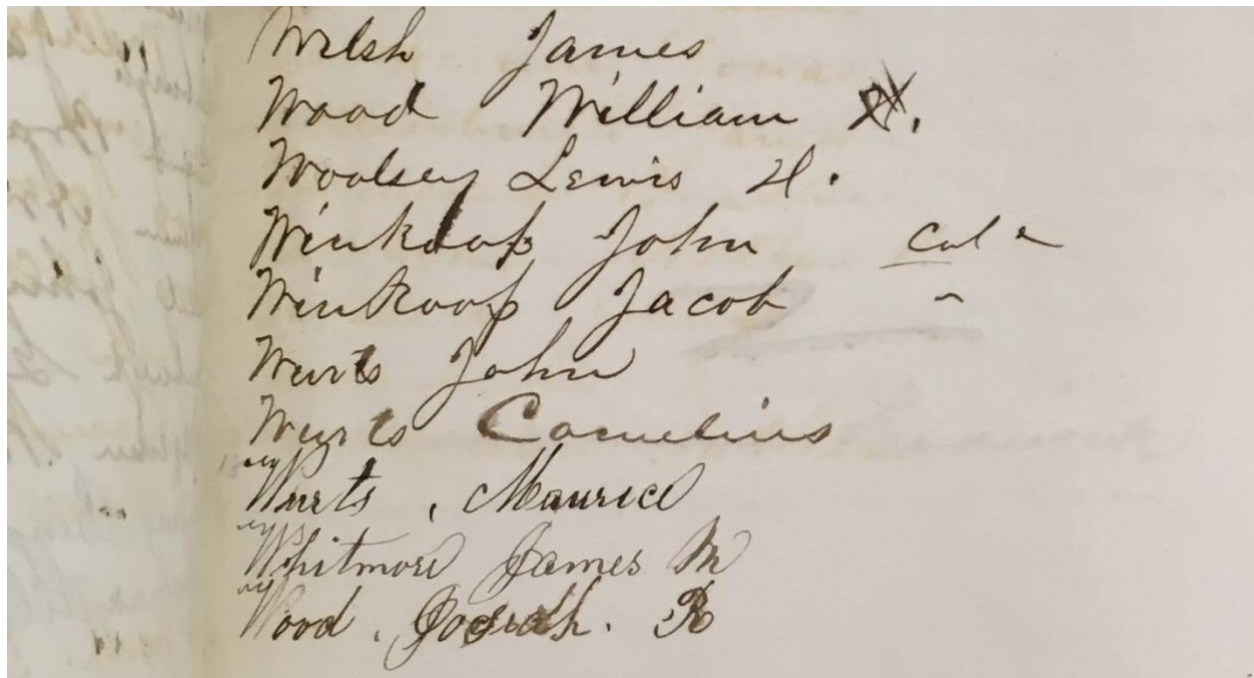 Welsh James
Wood William H.
Woolsey Lewis H.
Winkoop John Col
Winkoop Jacob "
Wurts John
Wurts Cornelius
Wurts, Maurice
Whitmore James M
Wood, Josiah. R